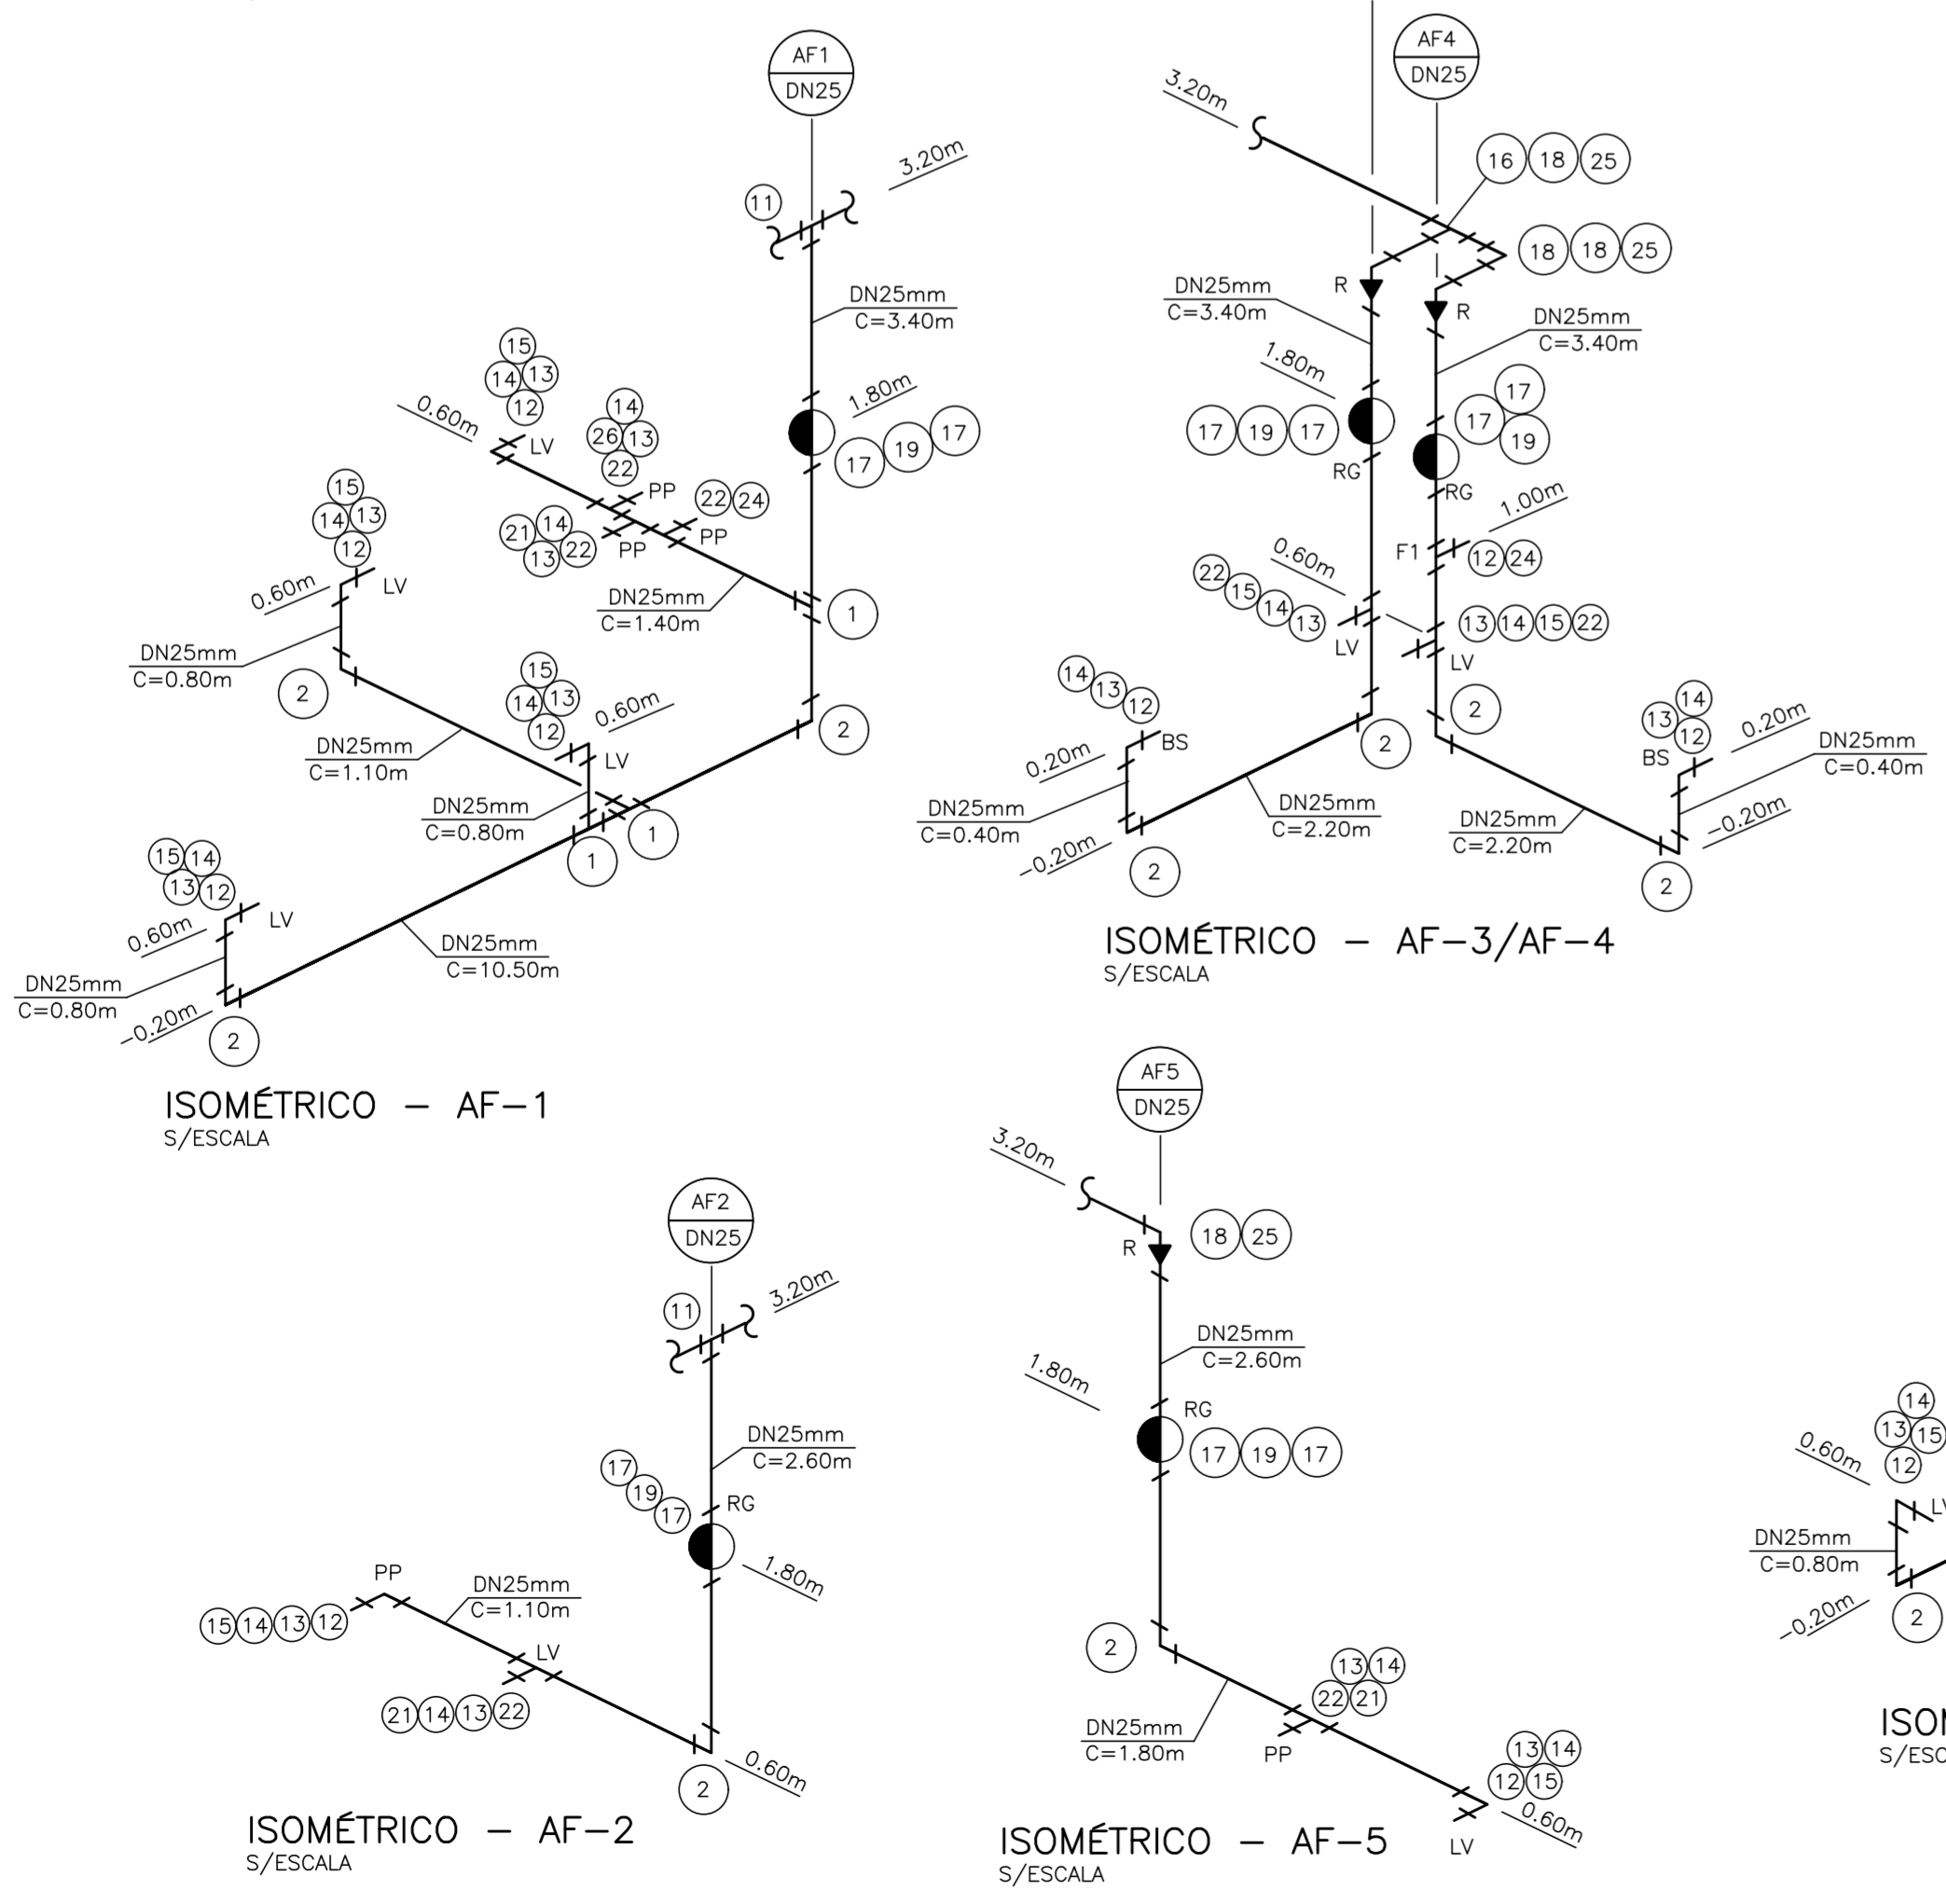 AF1
DN25
3.20m
11
DN25mm
C=3.40m
15
14 13
12
0.60m
LV
14
26 13
22
PP
22 24
PP
21 14
13 22
PP
1.80m
17 19 17
15
14 13
12
0.60m
LV
DN25mm
C=1.40m
1
DN25mm
C=0.80m
2
15
14 13
12
0.60m
LV
2
DN25mm
C=1.10m
DN25mm
C=0.80m
1
1
15 14
13 12
0.60m
LV
DN25mm
C=10.50m
DN25mm
C=0.80m
-0.20m
2
ISOMÉTRICO - AF-1
S/ESCALA
AF4
DN25
3.20m
16 18 25
18 18 25
R
R
DN25mm
C=3.40m
DN25mm
C=3.40m
1.80m
17 19 17
RG
17
17
19
RG
1.00m
F1
12 24
0.60m
22 15 14 13
LV
13 14 15 22
LV
14 13 12
BS
0.20m
DN25mm
C=0.40m
-0.20m
2
2
DN25mm
C=2.20m
2
DN25mm
C=2.20m
14
13
12
BS
0.20m
DN25mm
C=0.40m
-0.20m
2
ISOMÉTRICO - AF-3/AF-4
S/ESCALA
AF2
DN25
3.20m
11
DN25mm
C=2.60m
17
19
17
RG
1.80m
PP
DN25mm
C=1.10m
15 14 13 12
LV
21 14 13 22
2
0.60m
ISOMÉTRICO - AF-2
S/ESCALA
AF5
DN25
3.20m
18 25
R
DN25mm
C=2.60m
1.80m
RG
17 19 17
2
13 14
22 21
DN25mm
C=1.80m
PP
13 14
12 15
0.60m
LV
ISOMÉTRICO - AF-5
S/ESCALA
14
13 15
12
0.60m
LV
DN25mm
C=0.80m
-0.20m
2
ISOM
S/ESC